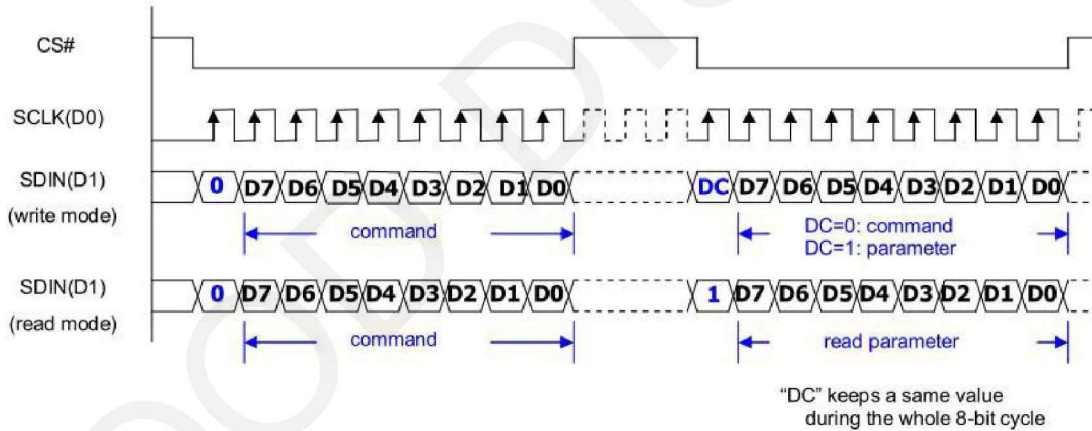 CS#
SCLK(D0)
SDIN(D1)
(write mode)
0 D7 D6 D5 D4 D3 D2 D1 D0 DC D7 D6 D5 D4 D3 D2 D1 D0
command
DC=0: command
DC=1: parameter
SDIN(D1)
(read mode)
0 D7 D6 D5 D4 D3 D2 D1 D0 1 D7 D6 D5 D4 D3 D2 D1 D0
command
read parameter
"DC" keeps a same value
during the whole 8-bit cycle